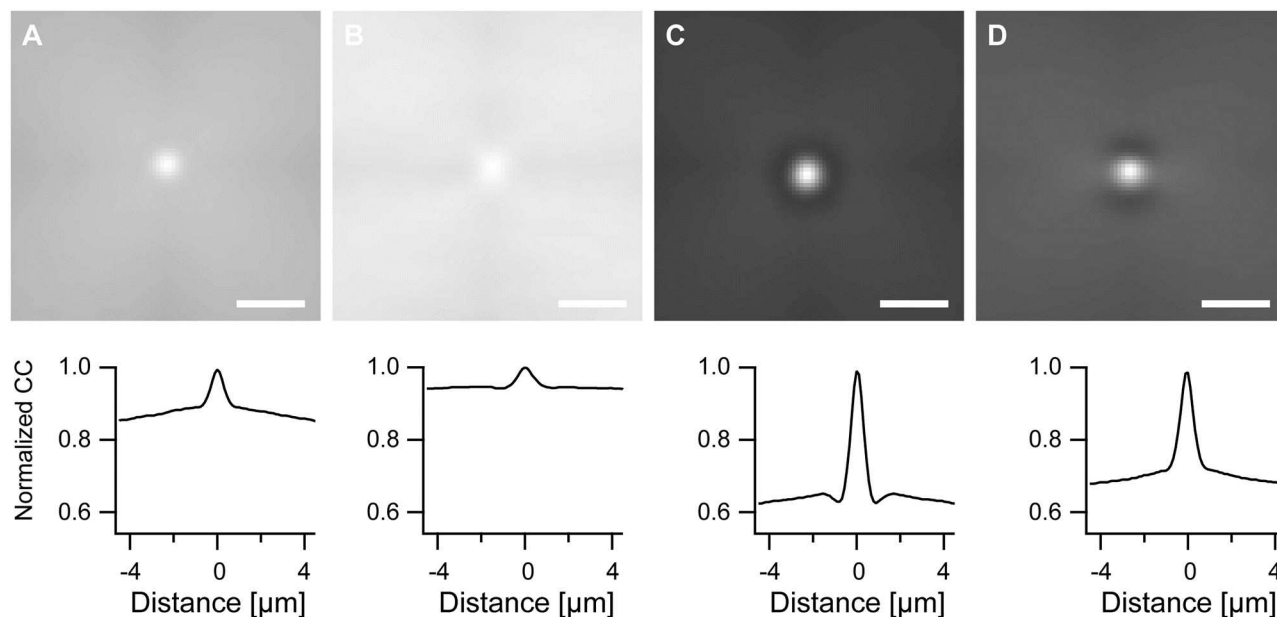 A B C D
Normalized CC
1.0 1.0 1.0 1.0
0.8 0.8 0.8 0.8
0.6 0.6 0.6 0.6
-4 0 4 -4 0 4 -4 0 4 -4 0 4
Distance [μm] Distance [μm] Distance [μm] Distance [μm]